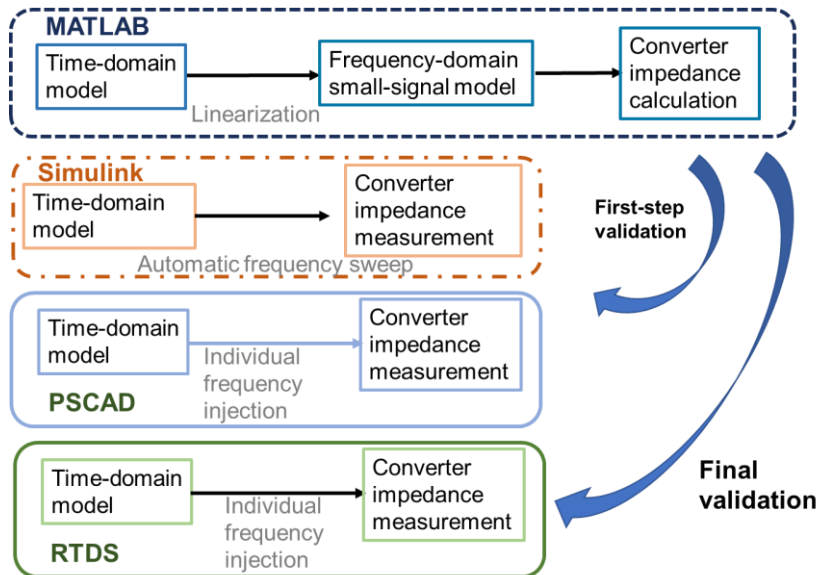 MATLAB
Time-domain
model
Linearization
Frequency-domain
small-signal model
Converter
impedance
calculation
Simulink
Time-domain
model
Automatic frequency sweep
Converter
impedance
measurement
First-step
validation
Time-domain
model
Individual
frequency
injection
Converter
impedance
measurement
PSCAD
Time-domain
model
Individual
frequency
injection
Converter
impedance
measurement
RTDS
Final
validation